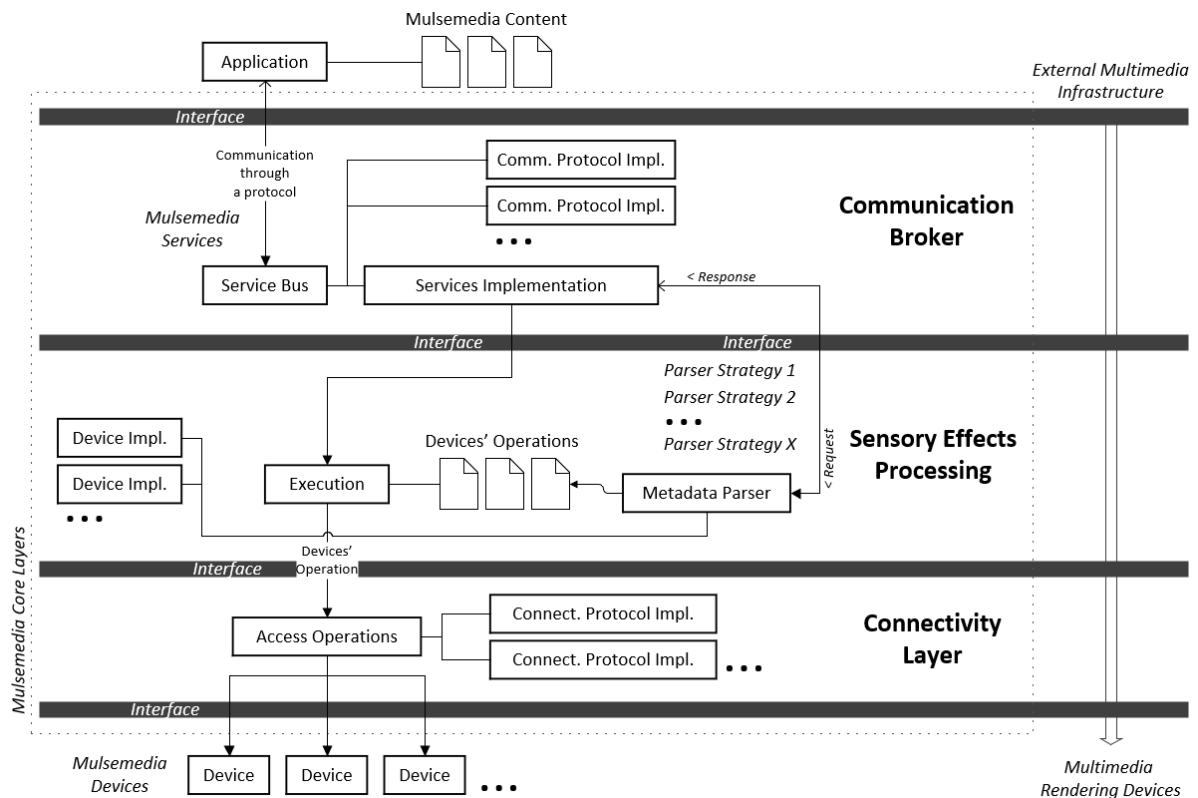 Mulsemedia Content
Application
External Multimedia
Infrastructure
Interface
Communication
through
a protocol
Comm. Protocol Impl.
Comm. Protocol Impl.
• • •
Mulsemedia
Services
Communication
Broker
Service Bus
Services Implementation
< Response
Interface
Interface
Parser Strategy 1
Parser Strategy 2
• • •
Parser Strategy X
< Request
Device Impl.
Device Impl.
• • •
Devices' Operations
Execution
Metadata Parser
Sensory Effects
Processing
Mulsemedia Core Layers
Devices'
Operation
Interface
Access Operations
Connect. Protocol Impl.
Connect. Protocol Impl.
• • •
Connectivity
Layer
Interface
Mulsemedia
Devices
Device
Device
Device
• • •
Multimedia
Rendering Devices